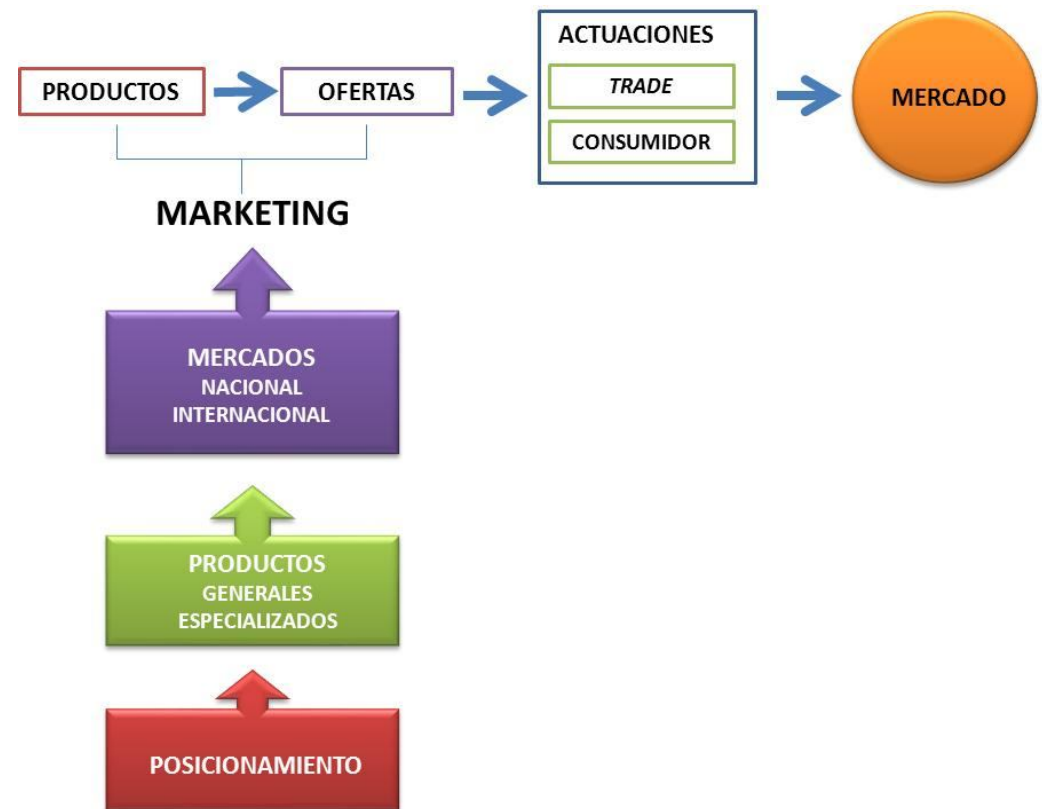 PRODUCTOS
OFERTAS
ACTUACIONES
TRADE
CONSUMIDOR
MERCADO
MARKETING
MERCADOS
NACIONAL
INTERNACIONAL
PRODUCTOS
GENERALES
ESPECIALIZADOS
POSICIONAMIENTO